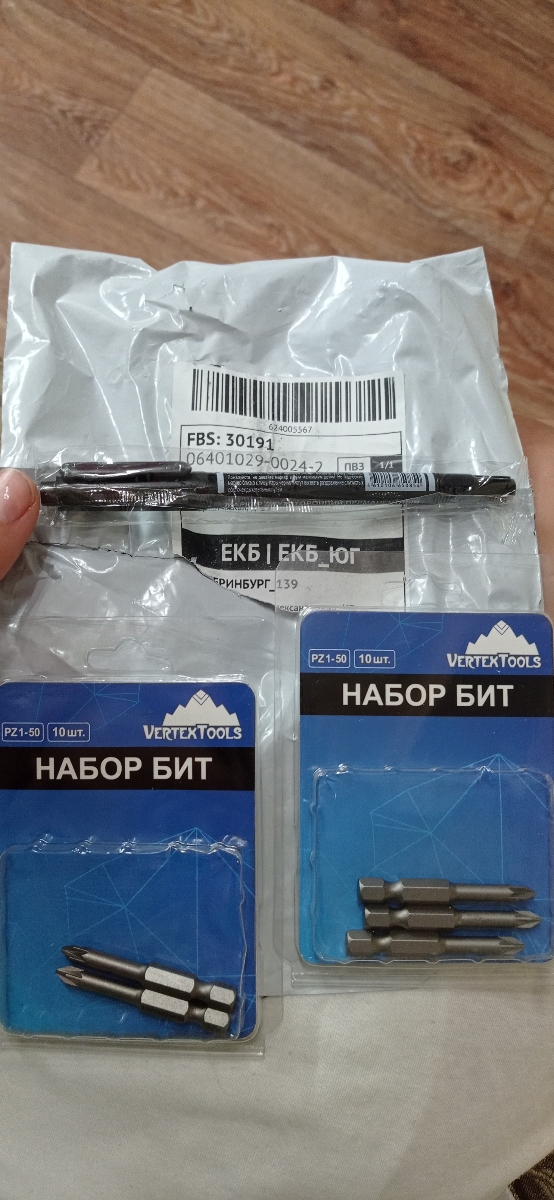 624005567
FBS: 30191
06401029-0024-2
ПВЗ 1/1
ЕКБ | ЕКБ_ЮГ
БРИНБУРГ_139
PZ1-50 10 шт.
VERTEXTOOLS
НАБОР БИТ
PZ1-50 10 шт.
VERTEXTOOLS
НАБОР БИТ